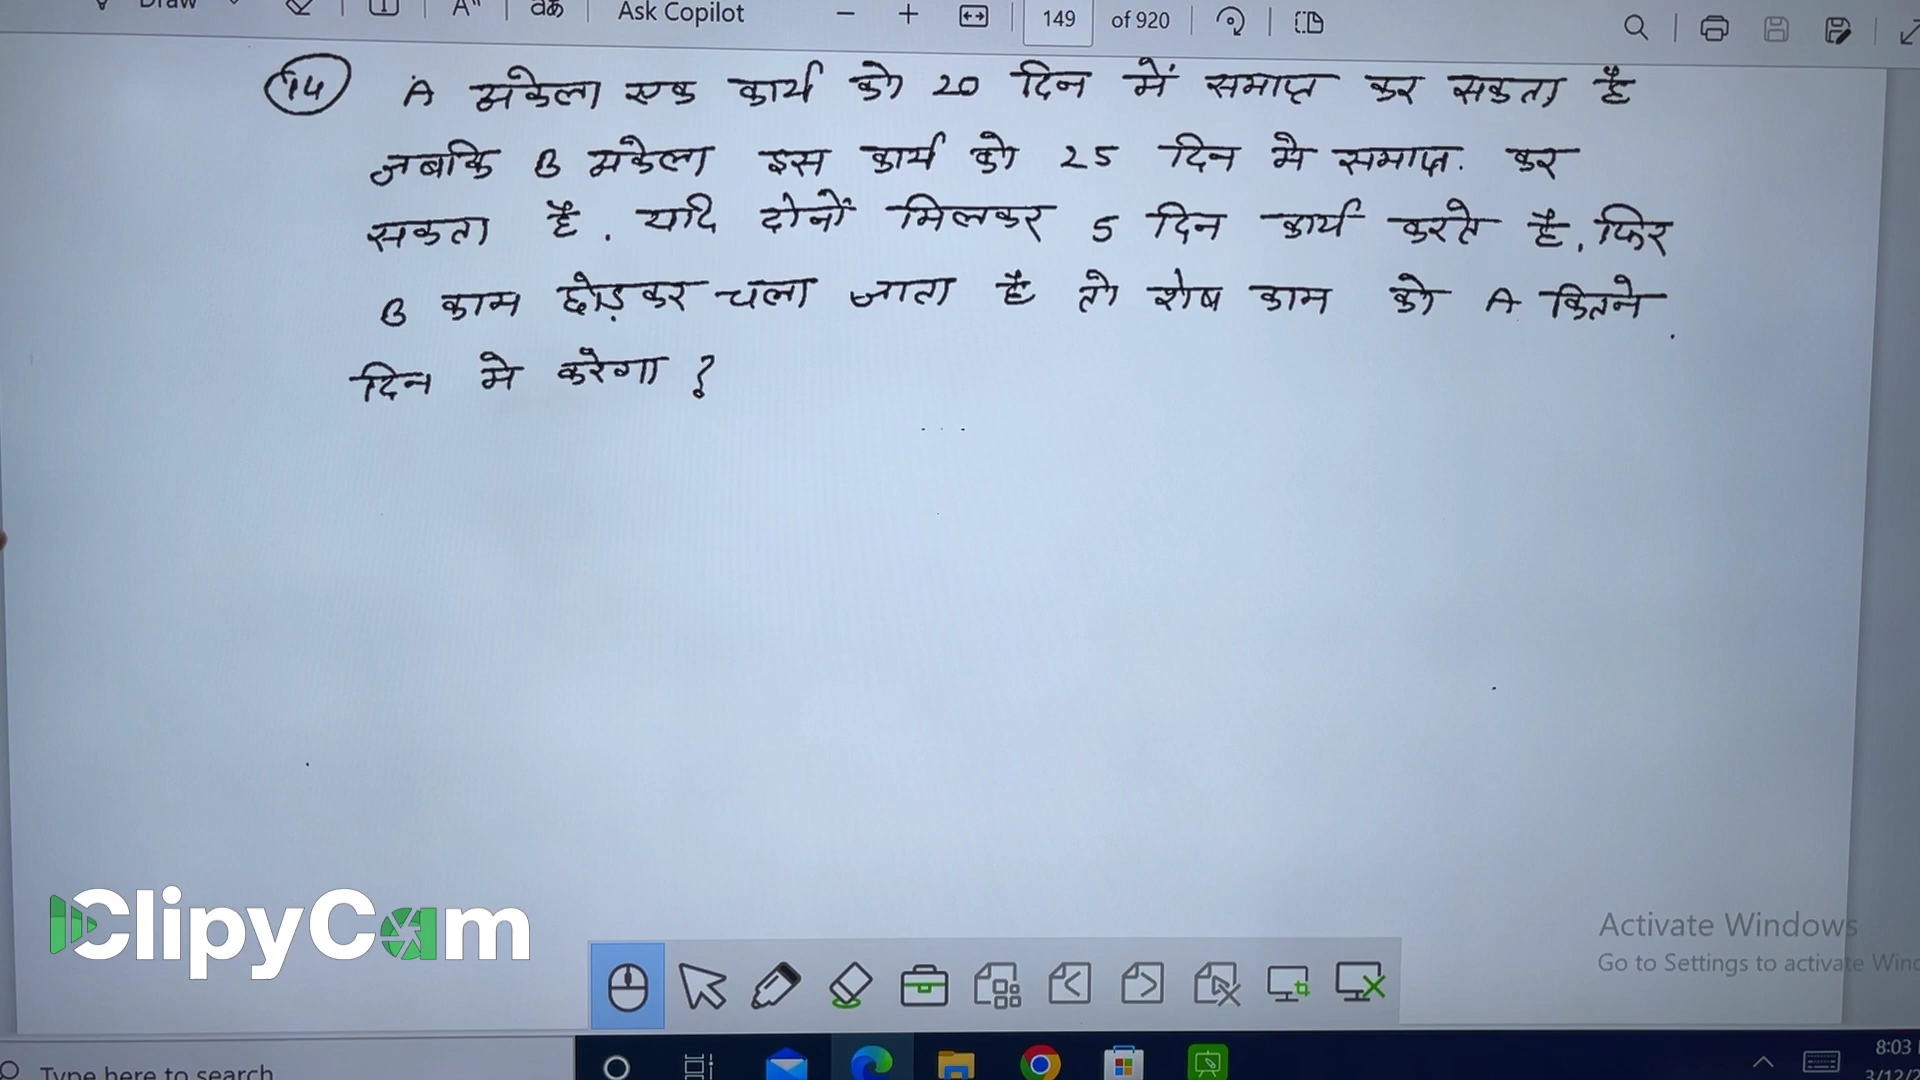 Draw
Ask Copilot
149 of 920
14 A अकेला एक कार्य को 20 दिन में समाप्त कर सकता है
जबकि B अकेला इस कार्य को 25 दिन मे समाप्त. कर
सकता है. यदि दोनों मिलकर 5 दिन कार्य करते है. फिर
B काम छोड़कर चला जाता है तो शेष काम को A कितने
दिन मे करेगा ?
ClipyCam
Activate Windows
Go to Settings to activate
Type here to search
8:03